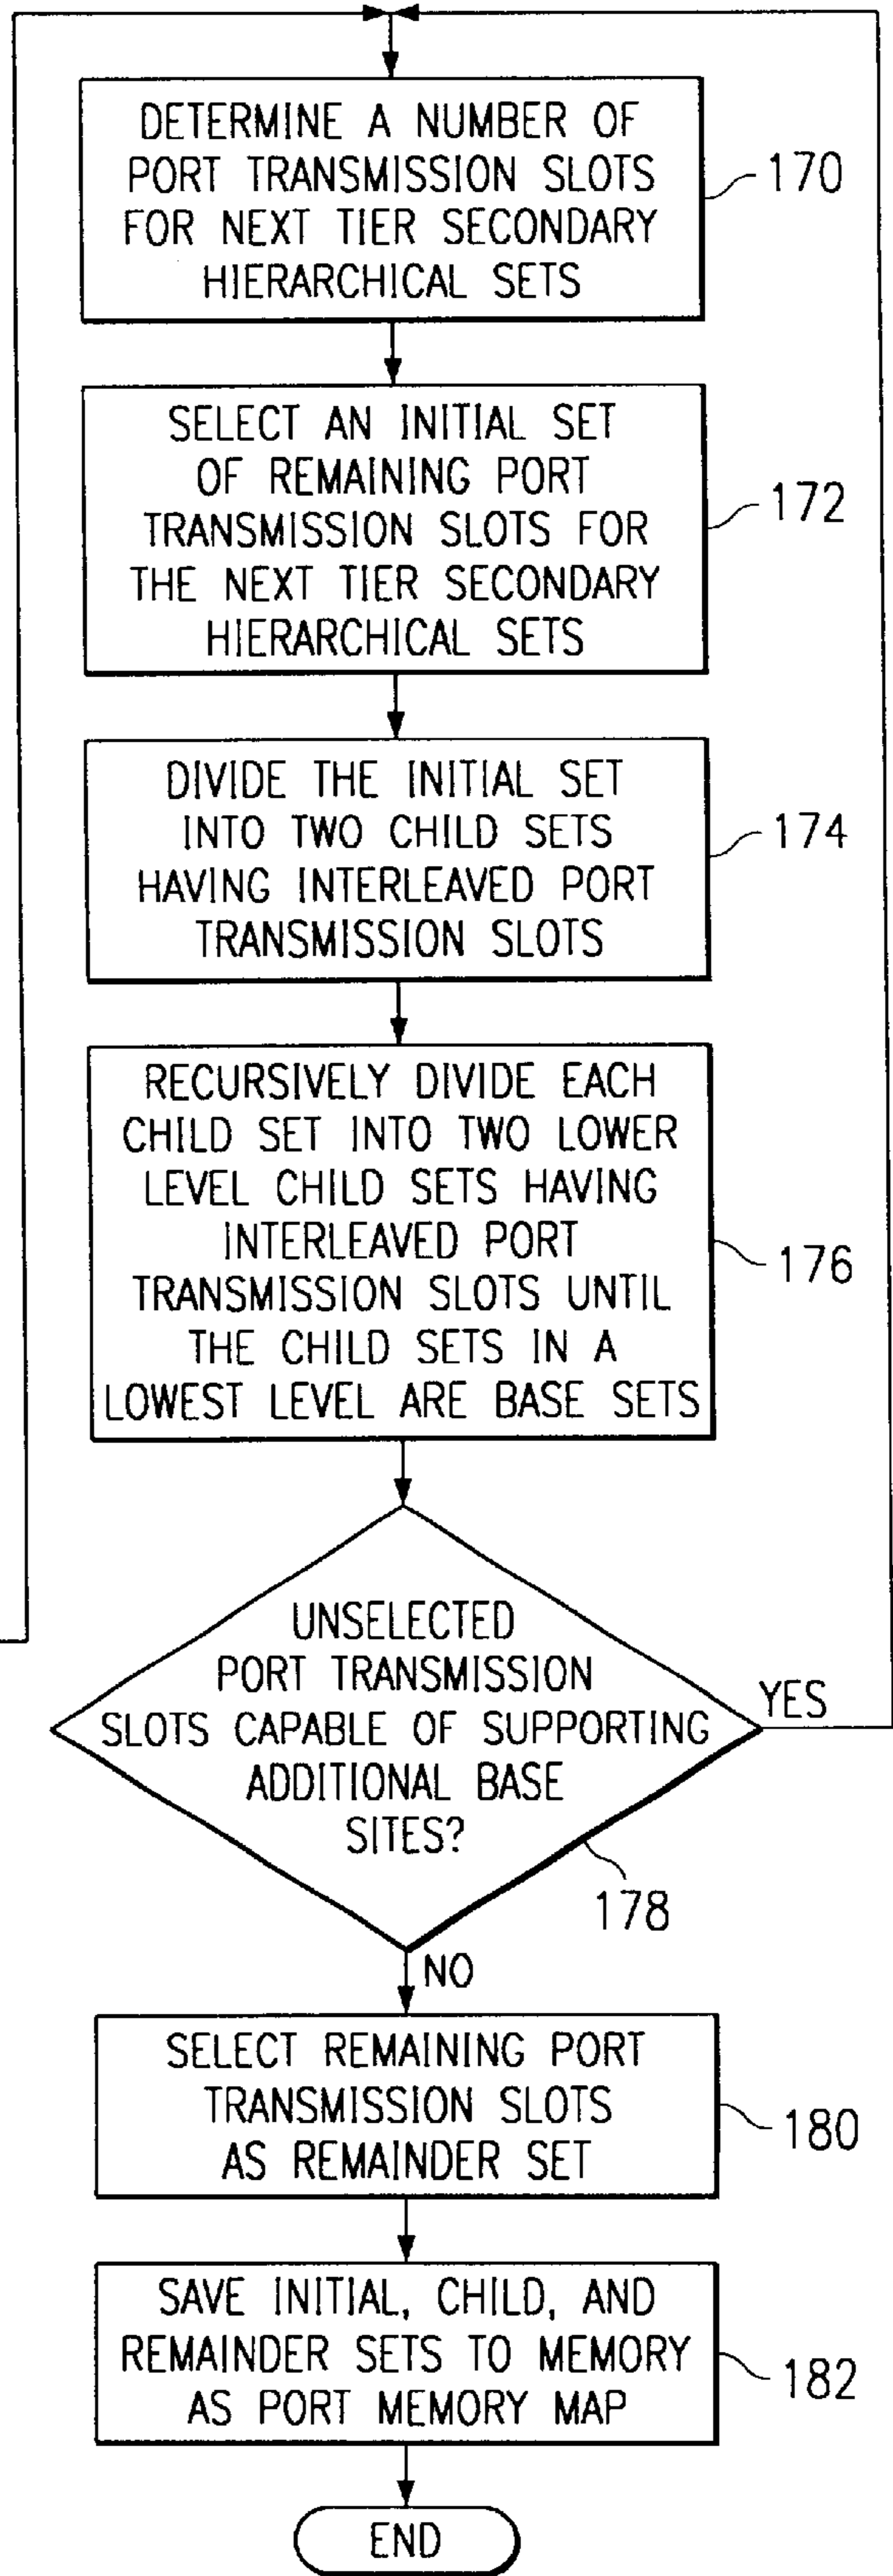 DETERMINE A NUMBER OF
PORT TRANSMISSION SLOTS
FOR NEXT TIER SECONDARY
HIERARCHICAL SETS
170
SELECT AN INITIAL SET
OF REMAINING PORT
TRANSMISSION SLOTS FOR
THE NEXT TIER SECONDARY
HIERARCHICAL SETS
172
DIVIDE THE INITIAL SET
INTO TWO CHILD SETS
HAVING INTERLEAVED PORT
TRANSMISSION SLOTS
174
RECURSIVELY DIVIDE EACH
CHILD SET INTO TWO LOWER
LEVEL CHILD SETS HAVING
INTERLEAVED PORT
TRANSMISSION SLOTS UNTIL
THE CHILD SETS IN A
LOWEST LEVEL ARE BASE SETS
176
UNSELECTED
PORT TRANSMISSION
SLOTS CAPABLE OF SUPPORTING
ADDITIONAL BASE
SITES?
YES
178
NO
SELECT REMAINING PORT
TRANSMISSION SLOTS
AS REMAINDER SET
180
SAVE INITIAL, CHILD, AND
REMAINDER SETS TO MEMORY
AS PORT MEMORY MAP
182
END